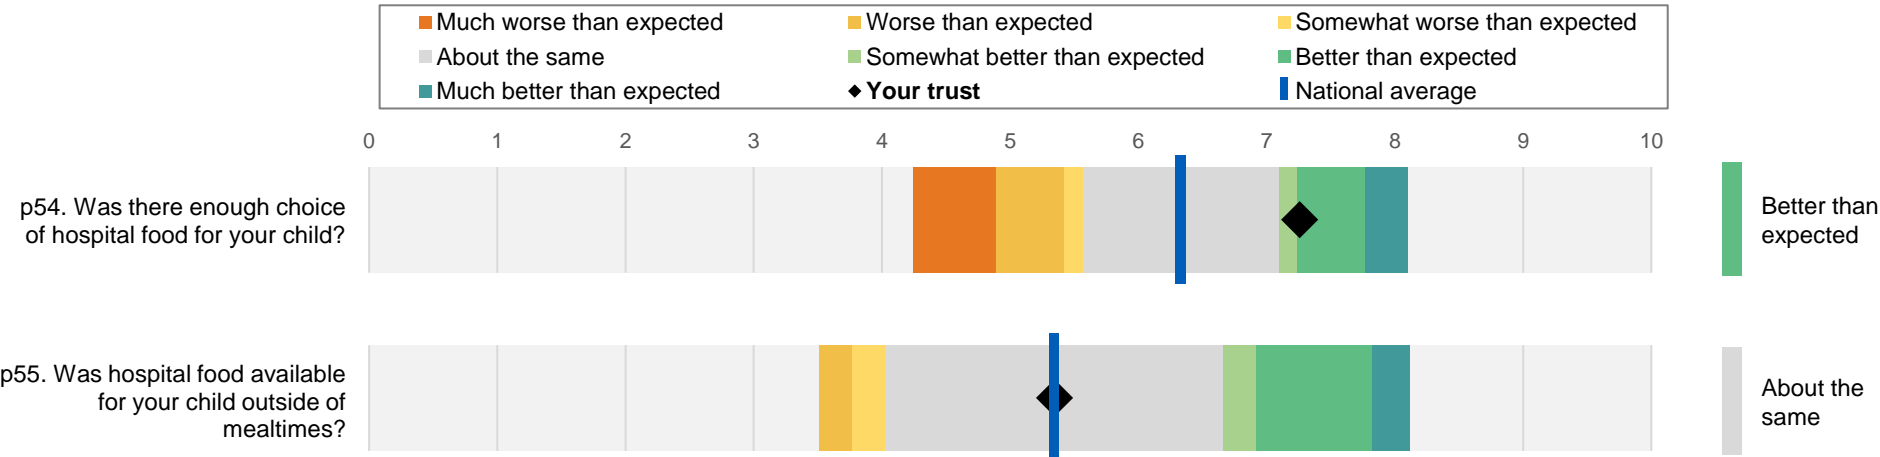 Much worse than expected
Worse than expected
Somewhat worse than expected
About the same
Somewhat better than expected
Better than expected
Much better than expected
Your trust
National average
0 1 2 3 4 5 6 7 8 9 10
p54. Was there enough choice
of hospital food for your child?
Better than
expected
p55. Was hospital food available
for your child outside of
mealtimes?
About the
same